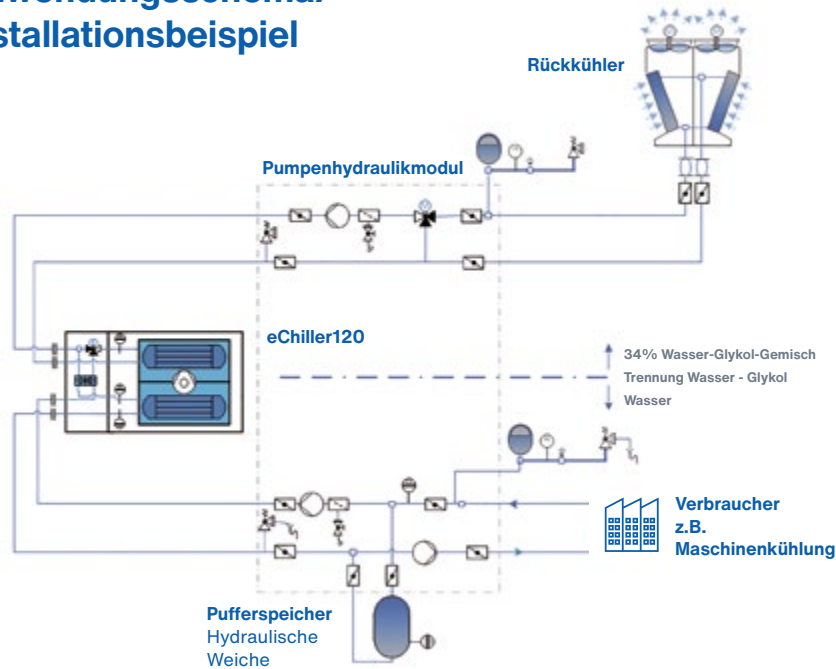 stallationsbeispiel
Rückkühler
Pumpenhydraulikmodul
eChiller120
34% Wasser-Glykol-Gemisch
Trennung Wasser - Glykol
Wasser
Verbraucher
z.B.
Maschinenkühlung
Pufferspeicher
Hydraulische
Weiche